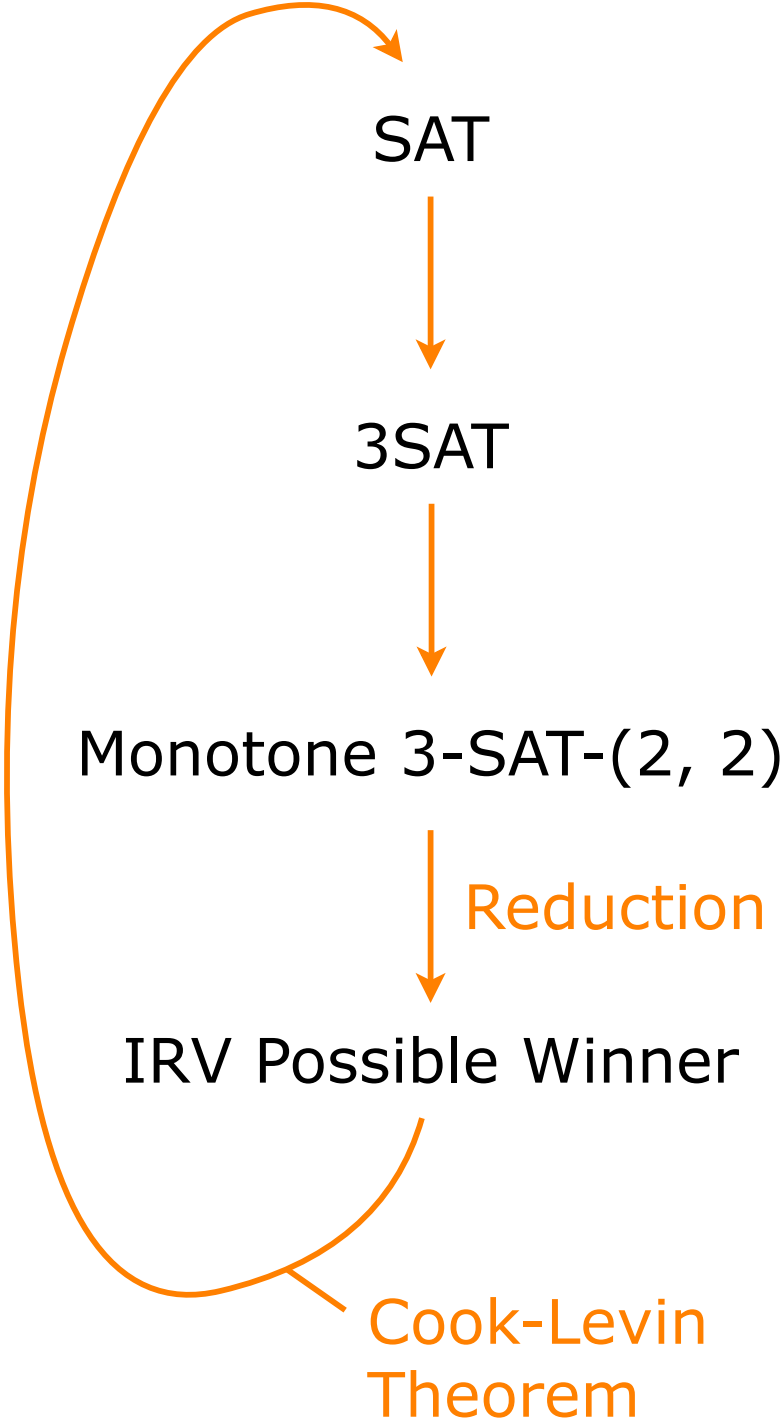 SAT
3SAT
Monotone 3-SAT-(2, 2)
Reduction
IRV Possible Winner
Cook-Levin
Theorem